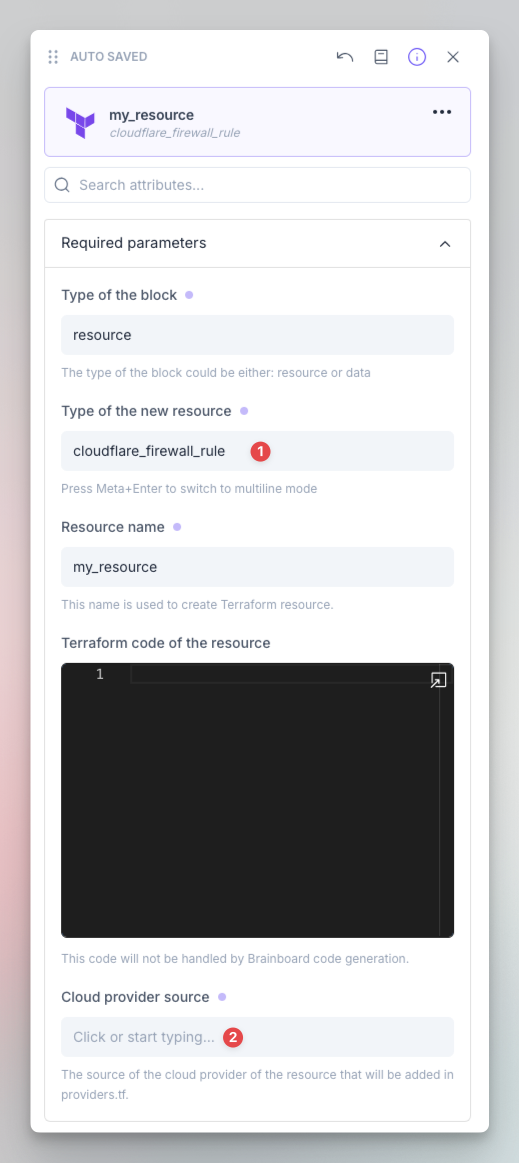 AUTO SAVED
my_resource
cloudflare_firewall_rule
Search attributes...
Required parameters
Type of the block
resource
The type of the block could be either: resource or data
Type of the new resource
cloudflare_firewall_rule 1
Press Meta+Enter to switch to multiline mode
Resource name
my_resource
This name is used to create Terraform resource.
Terraform code of the resource
1
This code will not be handled by Brainboard code generation.
Cloud provider source
Click or start typing... 2
The source of the cloud provider of the resource that will be added in
providers.tf.